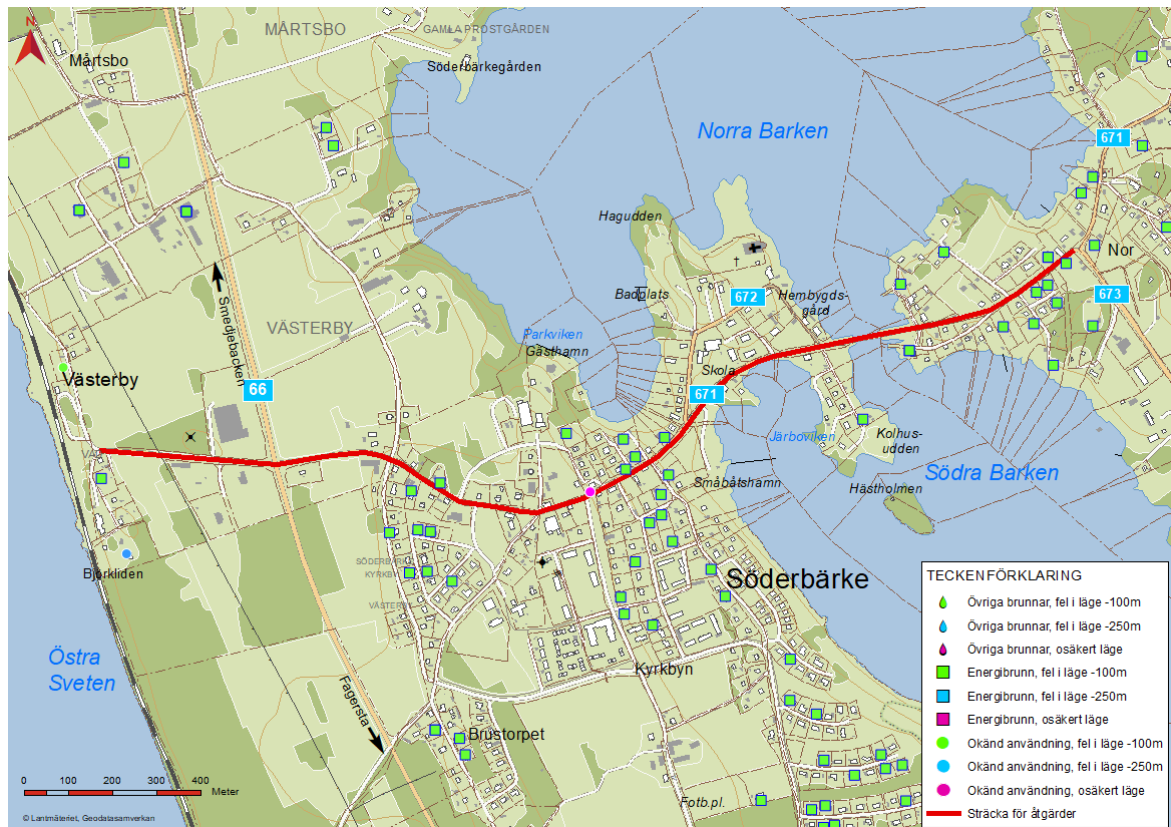 N
MÅRTSBO
GAMLA PROSTGÅRDEN
Mårtsbo
Söderbärkegården
Norra Barken
671
Hagudden
Nor
Badplats
672
Hembygds-
gård
673
Smedjebacken
VÄSTERBY
Parkviken
Gästhamn
Västerby
66
Skola
671
Järboviken
Kolhus-
udden
Södra Barken
Småbåtshamn
Hästholmen
SÖDERBÄRKE
KYRKBY
Björkliden
Söderbärke
VÄSTERBY
Östra
Sveten
Kyrkbyn
Fagersta
Brustorpet
Fotb.pl.
0 100 200 300 400
Meter
© Lantmäteriet, Geodatasamverkan
TECKENFÖRKLARING
Övriga brunnar, fel i läge -100m
Övriga brunnar, fel i läge -250m
Övriga brunnar, osäkert läge
Energibrunn, fel i läge -100m
Energibrunn, fel i läge -250m
Energibrunn, osäkert läge
Okänd användning, fel i läge -100m
Okänd användning, fel i läge -250m
Okänd användning, osäkert läge
Sträcka för åtgärder